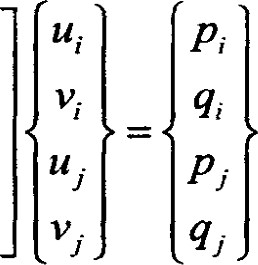 ] { u_i } = { p_i }
v_i q_i
u_j p_j
v_j q_j